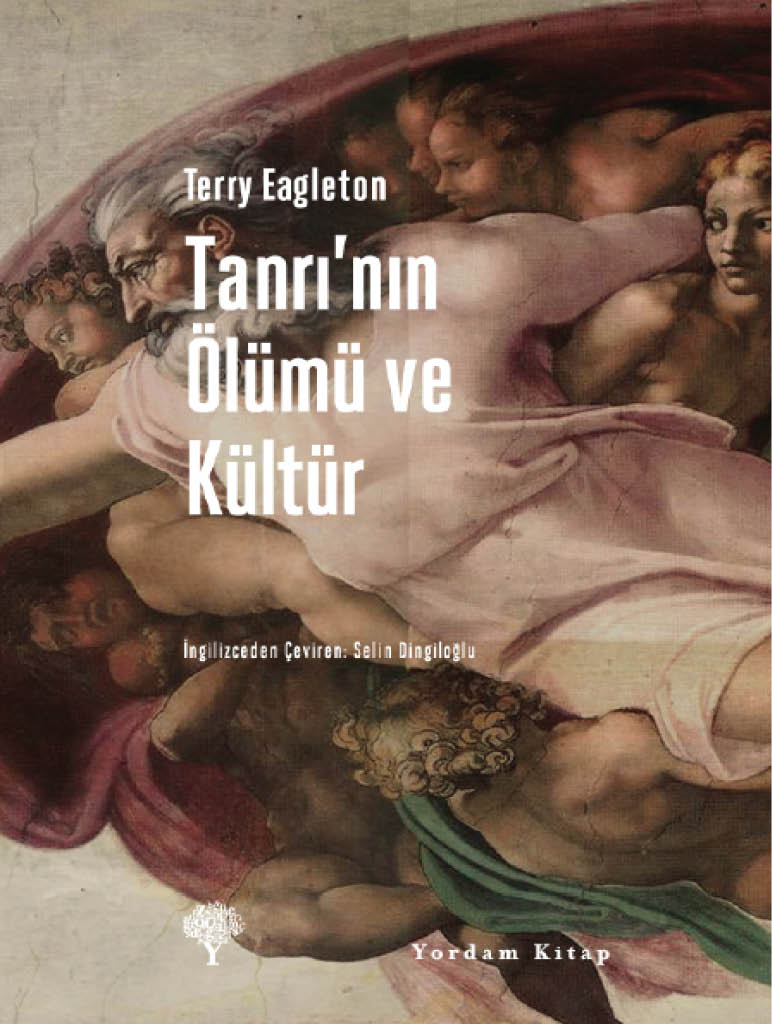 Terry Eagleton
Tanrı'nın
Ölümü ve
Kültür
İngilizceden Çeviren: Selin Dingiloğlu
Yordam Kitap